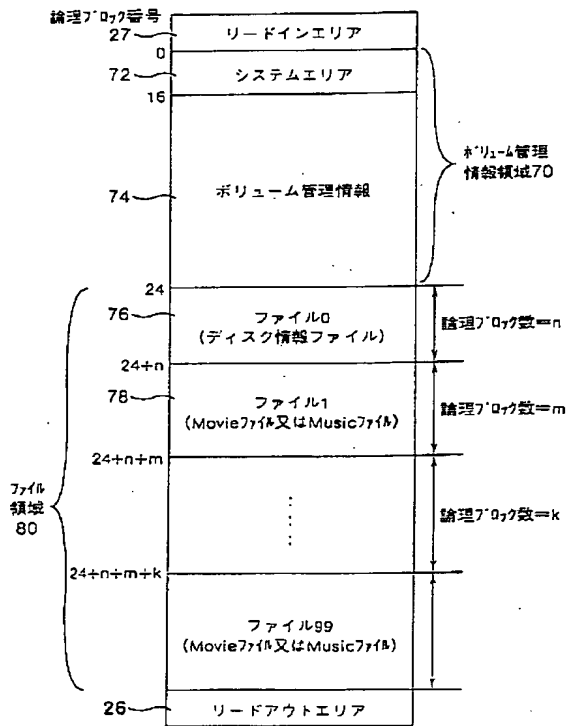 論理ブロック番号
27
リードインエリア
0
72
システムエリア
16
ボリューム管理
情報領域70
74
ボリューム管理情報
24
76
ファイル0
(ディスク情報ファイル)
論理ブロック数=n
24+n
78
ファイル1
(Movieファイル又はMusicファイル)
論理ブロック数=m
24+n+m
ファイル
領域
80
論理ブロック数=k
24+n+m+k
ファイル99
(Movieファイル又はMusicファイル)
26
リードアウトエリア